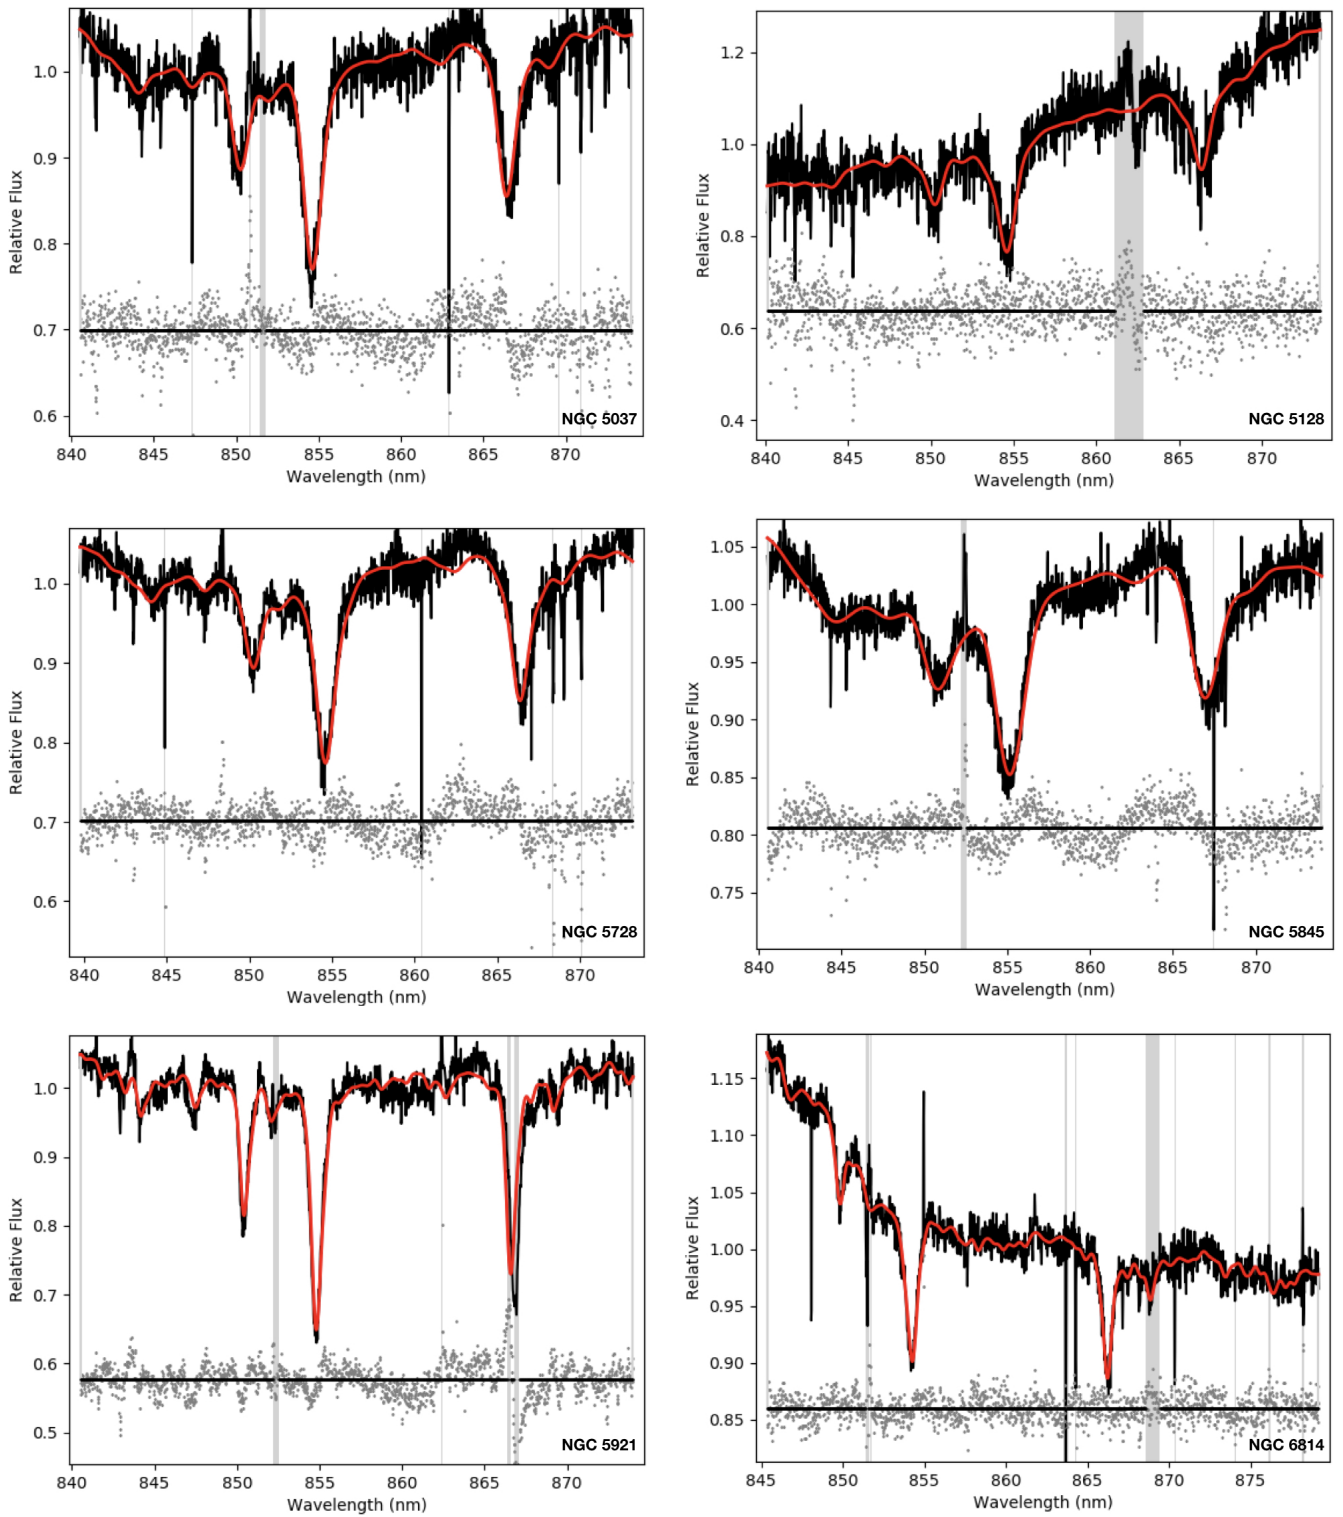 1.0
0.9
0.8
0.7
0.6
Relative Flux
NGC 5037
840 845 850 855 860 865 870
Wavelength (nm)
1.2
1.0
0.8
0.6
0.4
Relative Flux
NGC 5128
840 845 850 855 860 865 870
Wavelength (nm)
1.0
0.9
0.8
0.7
0.6
Relative Flux
NGC 5728
840 845 850 855 860 865 870
Wavelength (nm)
1.05
1.00
0.95
0.90
0.85
0.80
0.75
Relative Flux
NGC 5845
840 845 850 855 860 865 870
Wavelength (nm)
1.0
0.9
0.8
0.7
0.6
0.5
Relative Flux
NGC 5921
840 845 850 855 860 865 870
Wavelength (nm)
1.15
1.10
1.05
1.00
0.95
0.90
0.85
Relative Flux
NGC 6814
845 850 855 860 865 870 875
Wavelength (nm)